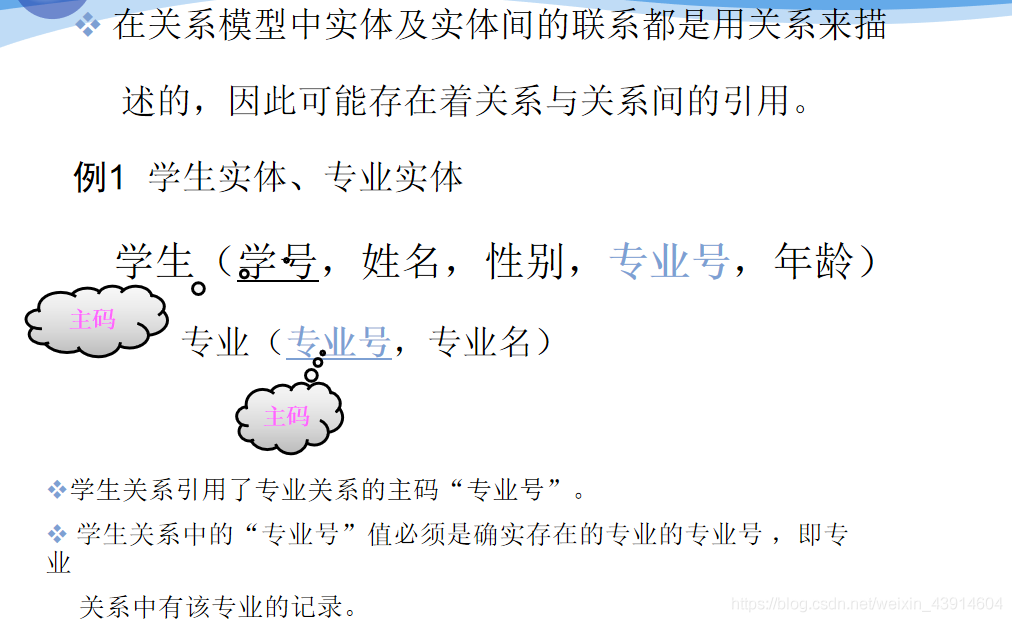 在关系模型中实体及实体间的联系都是用关系来描
述的，因此可能存在着关系与关系间的引用。
例1 学生实体、专业实体
学生（学号，姓名，性别，专业号，年龄）
主码
专业（专业号，专业名）
主码
学生关系引用了专业关系的主码“专业号”。
学生关系中的“专业号”值必须是确实存在的专业的专业号 ，即专
业
关系中有该专业的记录。
https://blog.csdn.net/weixin_43914604